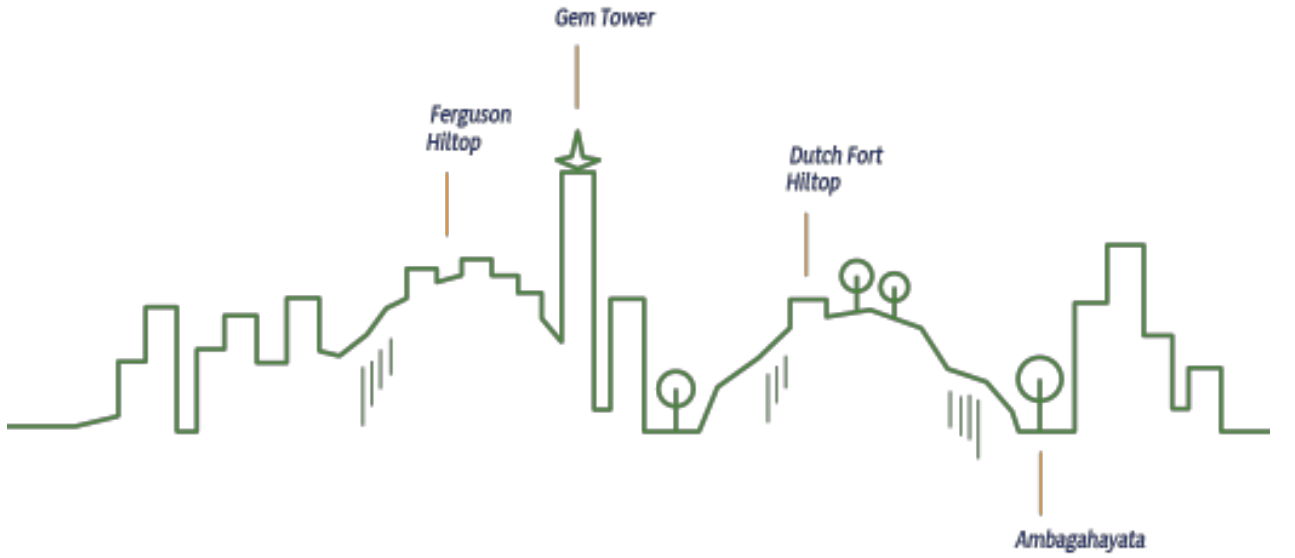 Gem Tower
Ferguson
Hiltop
Dutch Fort
Hiltop
Ambagahayata